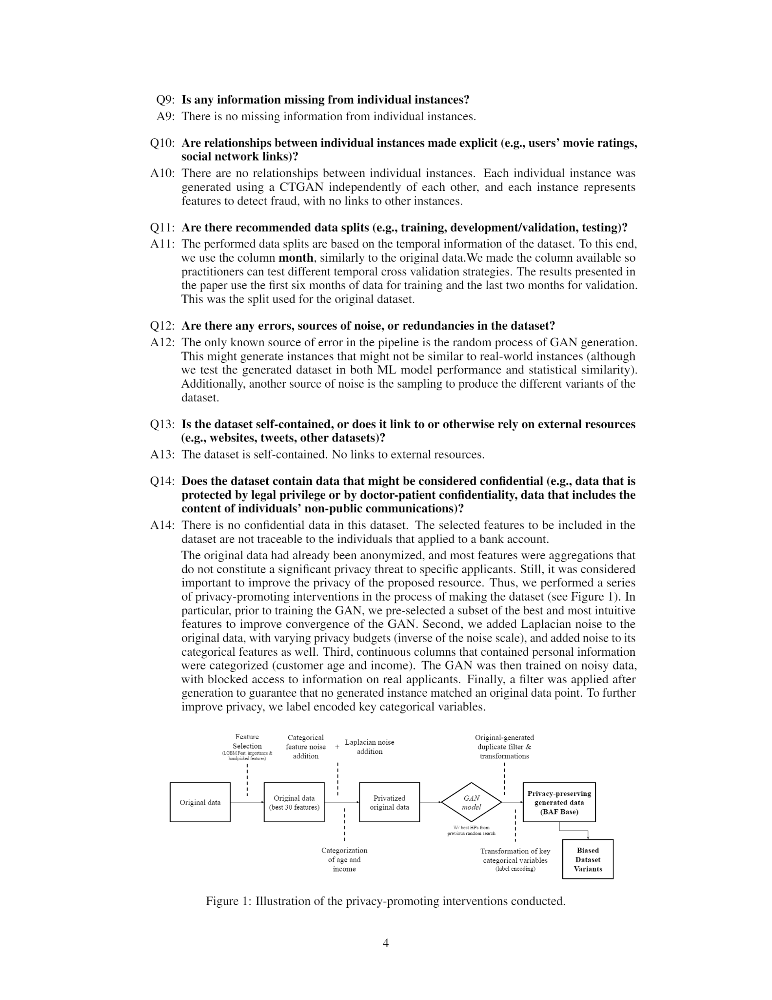 Q9: Is any information missing from individual instances?
A9: There is no missing information from individual instances.
Q10: Are relationships between individual instances made explicit (e.g., users’ movie ratings,
social network links)?
A10: There are no relationships between individual instances. Each individual instance was
generated using a CTGAN independently of each other, and each instance represents
features to detect fraud, with no links to other instances.
Q11: Are there recommended data splits (e.g., training, development/validation, testing)?
A11: The performed data splits are based on the temporal information of the dataset. To this end,
we use the column month, similarly to the original data.We made the column available so
practitioners can test different temporal cross validation strategies. The results presented in
the paper use the first six months of data for training and the last two months for validation.
This was the split used for the original dataset.
Q12: Are there any errors, sources of noise, or redundancies in the dataset?
A12: The only known source of error in the pipeline is the random process of GAN generation.
This might generate instances that might not be similar to real-world instances (although
we test the generated dataset in both ML model performance and statistical similarity).
Additionally, another source of noise is the sampling to produce the different variants of the
dataset.
Q13: Is the dataset self-contained, or does it link to or otherwise rely on external resources
(e.g., websites, tweets, other datasets)?
A13: The dataset is self-contained. No links to external resources.
Q14: Does the dataset contain data that might be considered confidential (e.g., data that is
protected by legal privilege or by doctor-patient confidentiality, data that includes the
content of individuals’ non-public communications)?
A14: There is no confidential data in this dataset. The selected features to be included in the
dataset are not traceable to the individuals that applied to a bank account.
The original data had already been anonymized, and most features were aggregations that
do not constitute a significant privacy threat to specific applicants. Still, it was considered
important to improve the privacy of the proposed resource. Thus, we performed a series
of privacy-promoting interventions in the process of making the dataset (see Figure 1). In
particular, prior to training the GAN, we pre-selected a subset of the best and most intuitive
features to improve convergence of the GAN. Second, we added Laplacian noise to the
original data, with varying privacy budgets (inverse of the noise scale), and added noise to its
categorical features as well. Third, continuous columns that contained personal information
were categorized (customer age and income). The GAN was then trained on noisy data,
with blocked access to information on real applicants. Finally, a filter was applied after
generation to guarantee that no generated instance matched an original data point. To further
improve privacy, we label encoded key categorical variables.
Feature
Selection
(LGBM Feat. importance &
handpicked features)
Categorical
feature noise
addition
+
Laplacian noise
addition
Original-generated
duplicate filter &
transformations
Original data
Original data
(best 30 features)
Privatized
original data
GAN
model
Privacy-preserving
generated data
(BAF Base)
W/ best HPs from
previous random search
Categorization
of age and
income
Transformation of key
categorical variables
(label encoding)
Biased
Dataset
Variants
Figure 1: Illustration of the privacy-promoting interventions conducted.
4